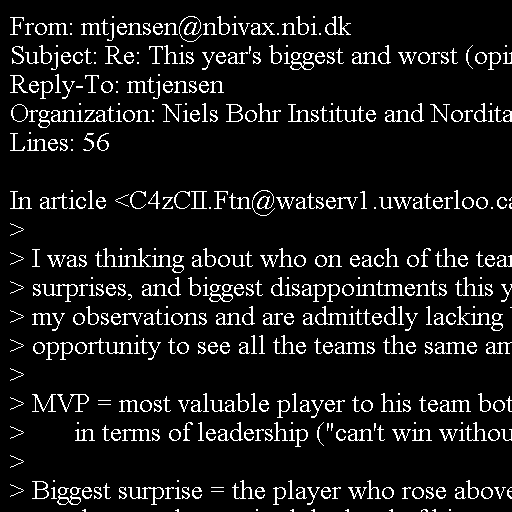 From: mtjensen@nbivax.nbi.dk
Subject: Re: This year's biggest and worst (opi
Reply-To: mtjensen
Organization: Niels Bohr Institute and Nordita
Lines: 56

In article <C4zCII.Ftn@watserv1.uwaterloo.ca
>
> I was thinking about who on each of the tea
> surprises, and biggest disappointments this y
> my observations and are admittedly lacking
> opportunity to see all the teams the same am
>
> MVP = most valuable player to his team bot
>       in terms of leadership ("can't win withou
>
> Biggest surprise = the player who rose above